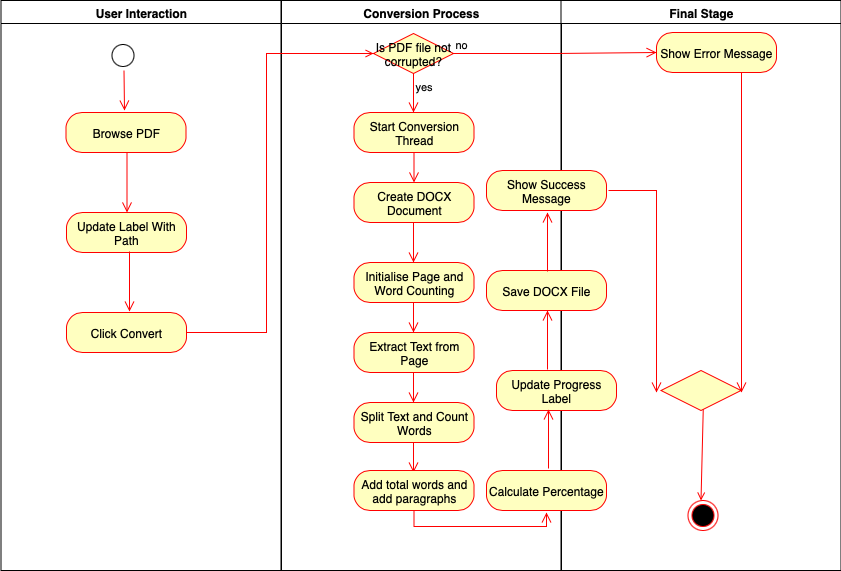 User Interaction
Conversion Process
Final Stage
Is PDF file not
corrupted?
no
yes
Show Error Message
Browse PDF
Update Label With
Path
Click Convert
Start Conversion
Thread
Create DOCX
Document
Initialise Page and
Word Counting
Extract Text from
Page
Split Text and Count
Words
Add total words and
add paragraphs
Calculate Percentage
Update Progress
Label
Save DOCX File
Show Success
Message